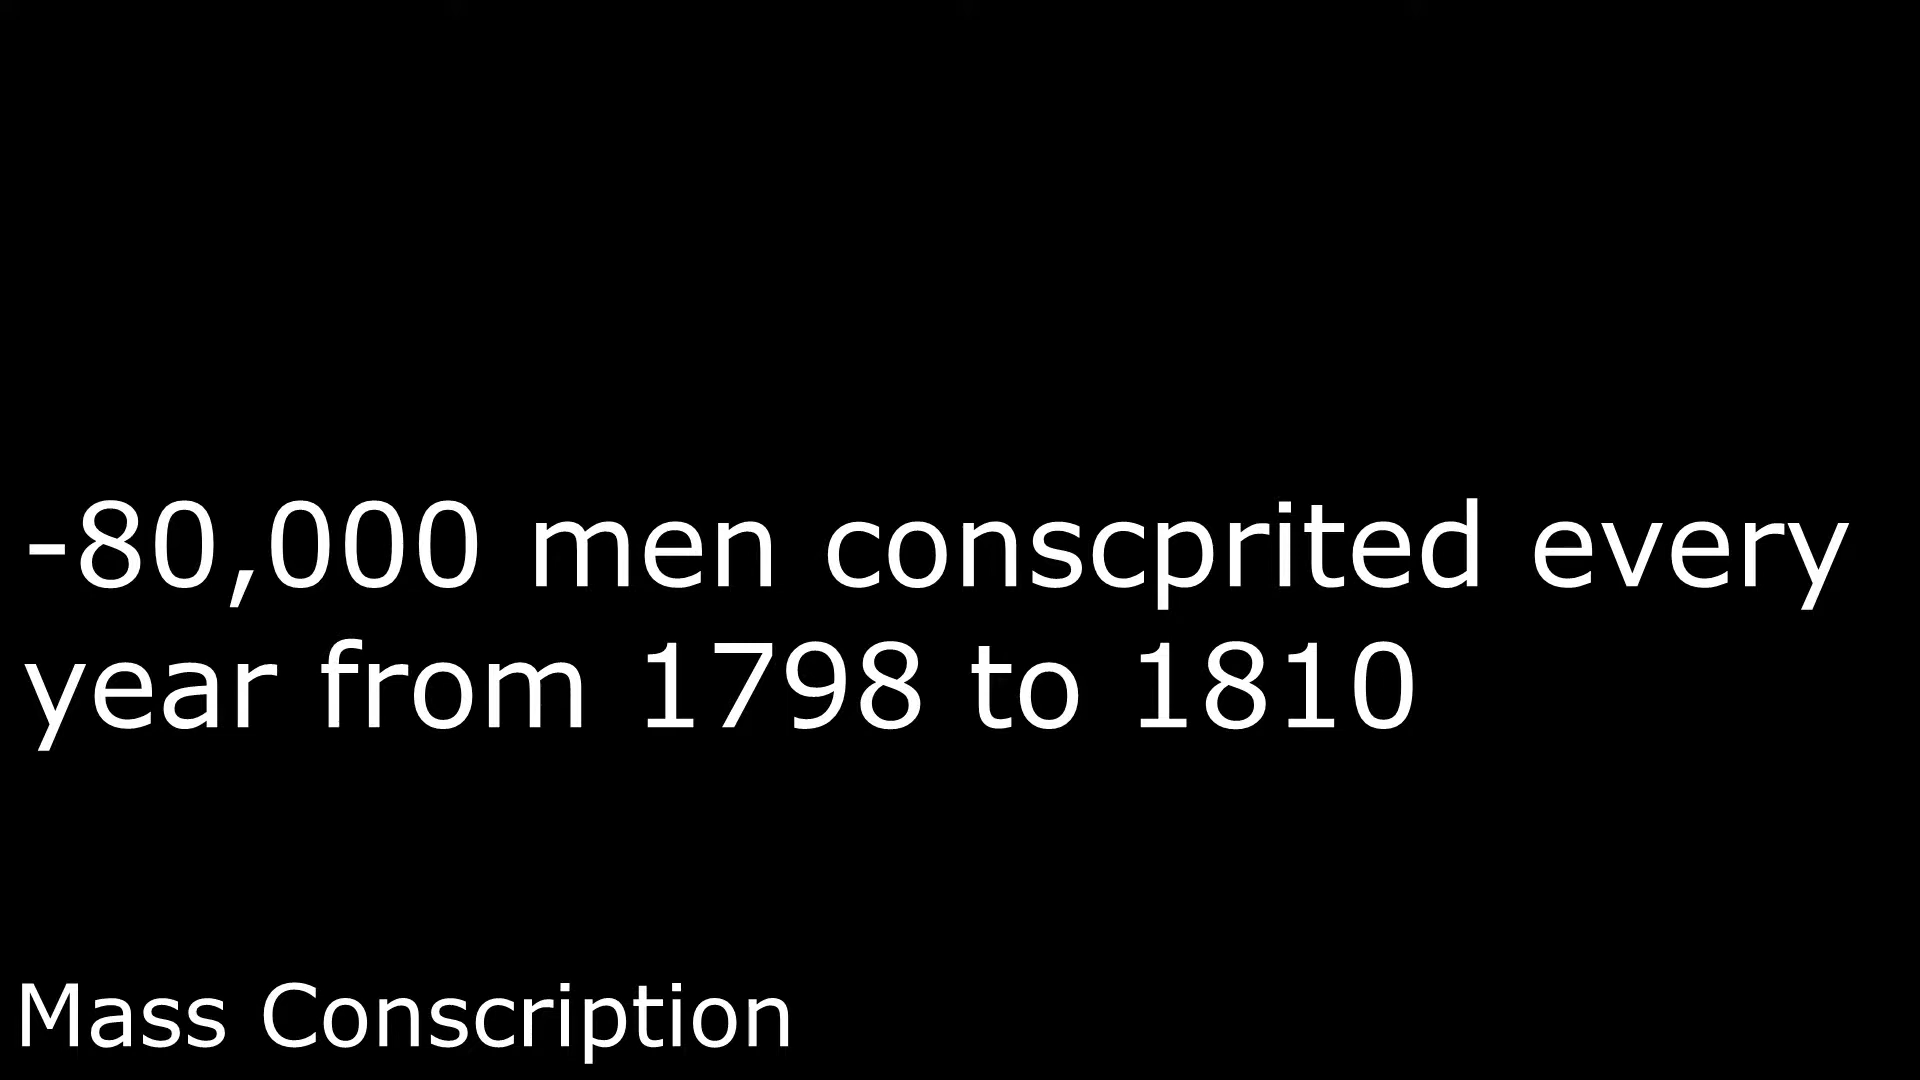 -80,000 men conscprited every
year from 1798 to 1810
Mass Conscription